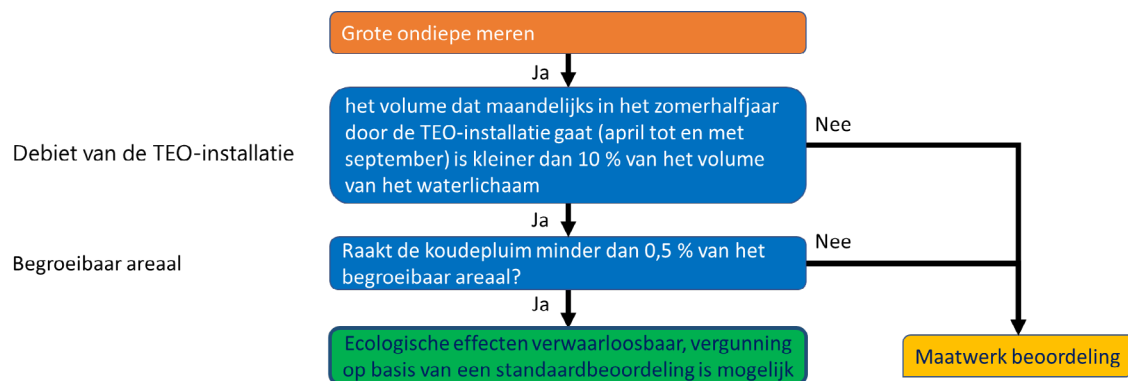 Grote ondiepe meren
Ja
het volume dat maandelijks in het zomerhalfjaar
door de TEO-installatie gaat (april tot en met
september) is kleiner dan 10 % van het volume
van het waterlichaam
Nee
Debiet van de TEO-installatie
Ja
Raakt de koudepluim minder dan 0,5 % van het
begroeibaar areaal?
Nee
Begroeibaar areaal
Ja
Ecologische effecten verwaarloosbaar, vergunning
op basis van een standaardbeoordeling is mogelijk
Maatwerk beoordeling